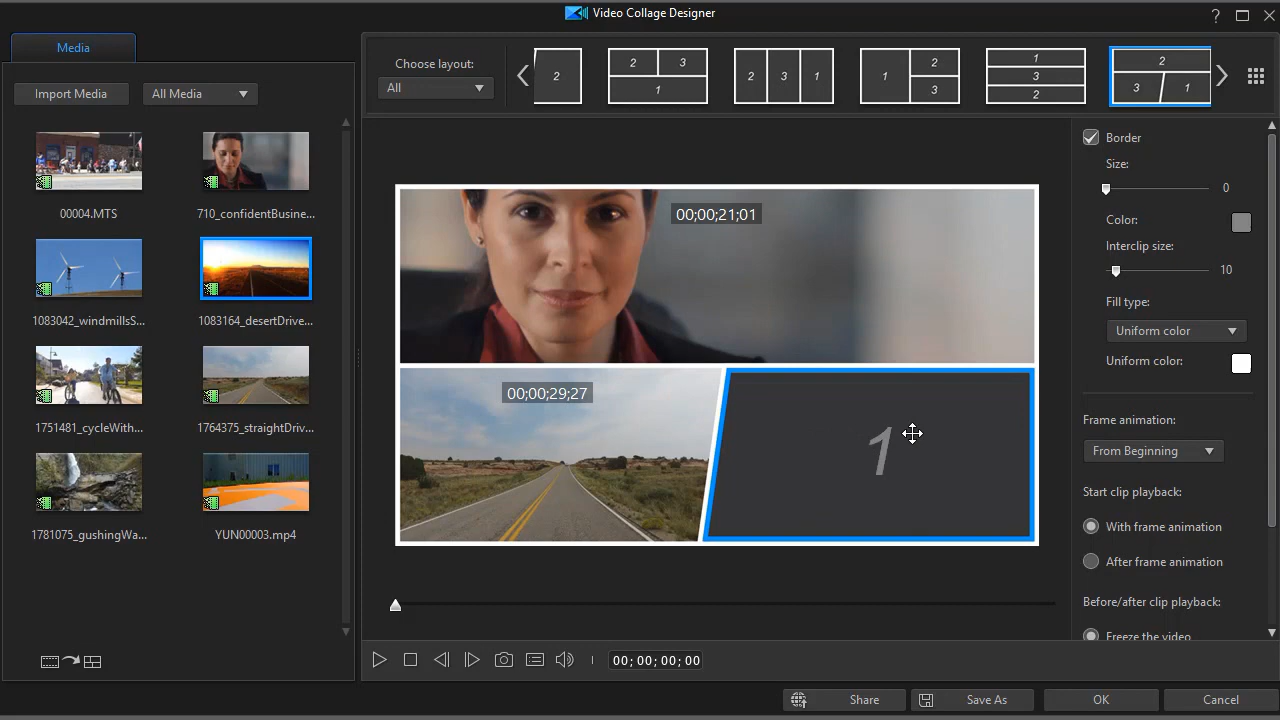 Video Collage Designer
?
Media
Import Media
All Media
00004.MTS
710_confidentBusine...
1083042_windmillsS...
1083164_desertDrive...
1751481_cycleWith...
1764375_straightDriv...
1781075_gushingWa...
YUN00003.mp4
Choose layout:
All
2
2 3
1
2 3 1
1 2
3
1
3
2
2
3 1
00;00;21;01
00;00;29;27
1
Border
Size:
0
Color:
Interclip size:
10
Fill type:
Uniform color
Uniform color:
Frame animation:
From Beginning
Start clip playback:
With frame animation
After frame animation
Before/after clip playback:
Freeze the video
00; 00; 00; 00
Share
Save As
OK
Cancel